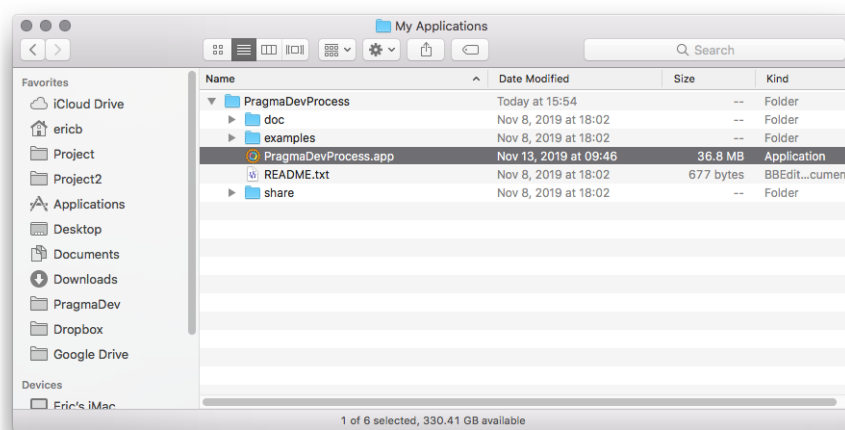 My Applications
Search
Favorites
iCloud Drive
ericb
Project
Project2
Applications
Desktop
Documents
Downloads
PragmaDev
Dropbox
Google Drive
Devices
Eric's iMac
Name Date Modified Size Kind
PragmaDevProcess Today at 15:54 -- Folder
doc Nov 8, 2019 at 18:02 -- Folder
examples Nov 8, 2019 at 18:02 -- Folder
PragmaDevProcess.app Nov 13, 2019 at 09:46 36.8 MB Application
README.txt Nov 8, 2019 at 18:02 677 bytes BBEdit...cumen
share Nov 8, 2019 at 18:02 -- Folder
1 of 6 selected, 330.41 GB available